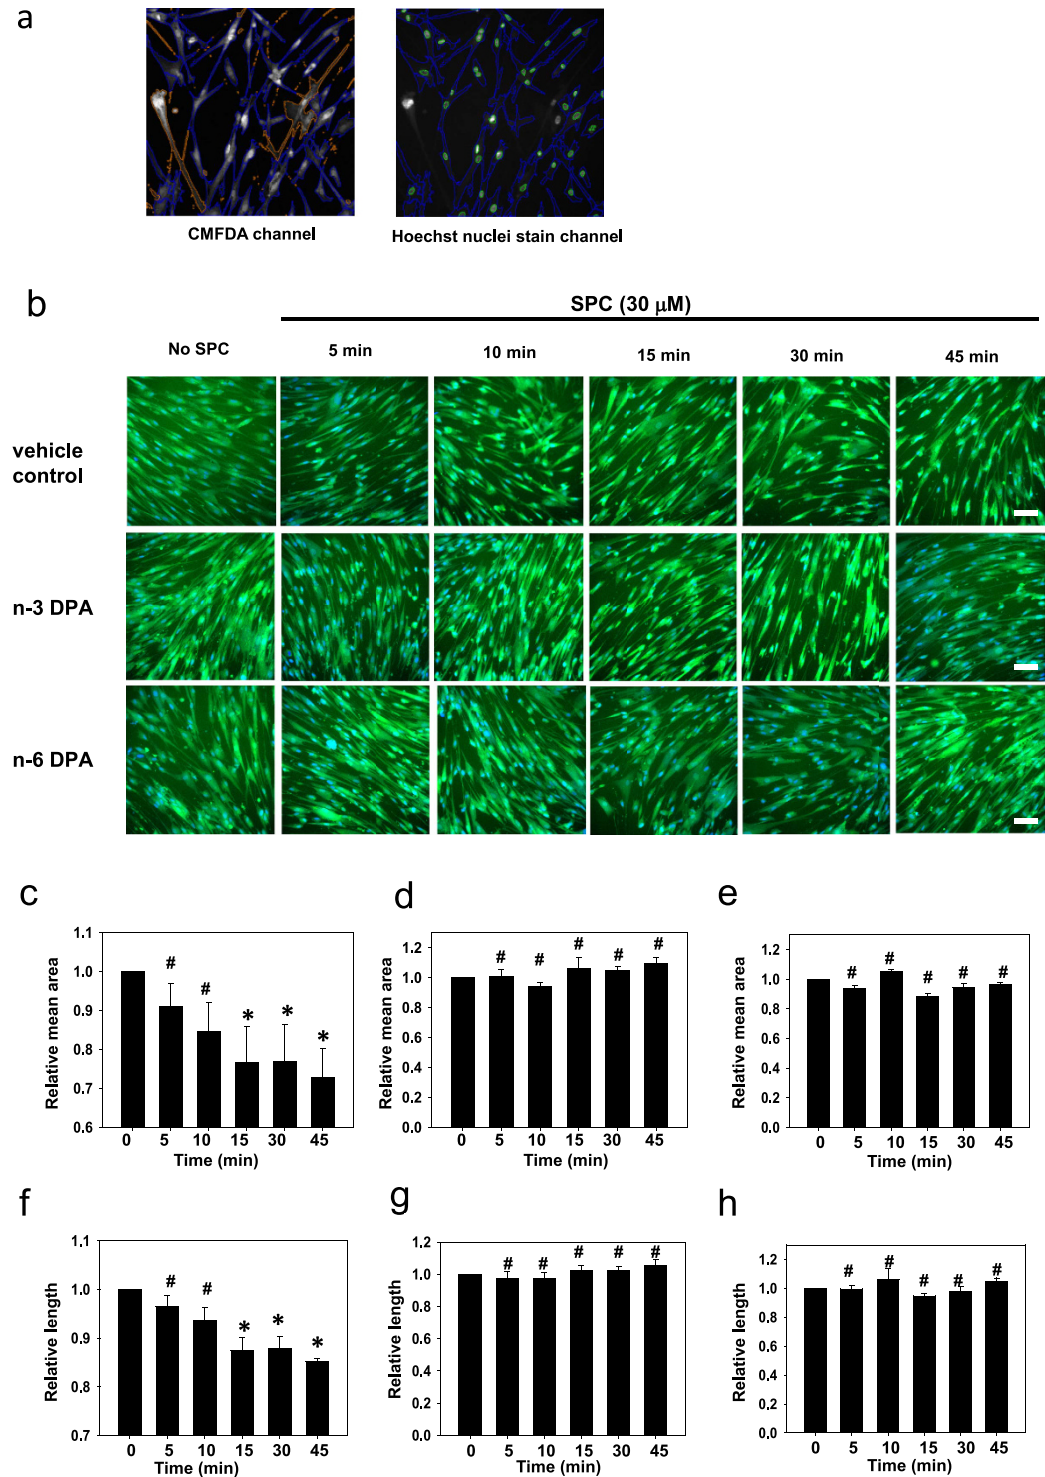 a
CMFDA channel
Hoechst nuclei stain channel
b
SPC (30 μM)
No SPC
5 min
10 min
15 min
30 min
45 min
vehicle
control
n-3 DPA
n-6 DPA
c
1.1
1.0
0.9
0.8
0.7
0.6
Relative mean area
# # * * *
0 5 10 15 30 45
Time (min)
d
1.2
1.0
0.8
0.6
0.4
0.2
0.0
Relative mean area
# # # # #
0 5 10 15 30 45
Time (min)
e
1.2
1.0
0.8
0.6
0.4
0.2
0.0
Relative mean area
# # # # #
0 5 10 15 30 45
Time (min)
f
1.1
1.0
0.9
0.8
0.7
Relative length
# # * * *
0 5 10 15 30 45
Time (min)
g
1.2
1.0
0.8
0.6
0.4
0.2
0.0
Relative length
# # # # #
0 5 10 15 30 45
Time (min)
h
1.2
1.0
0.8
0.6
0.4
0.2
0.0
Relative length
# # # # #
0 5 10 15 30 45
Time (min)